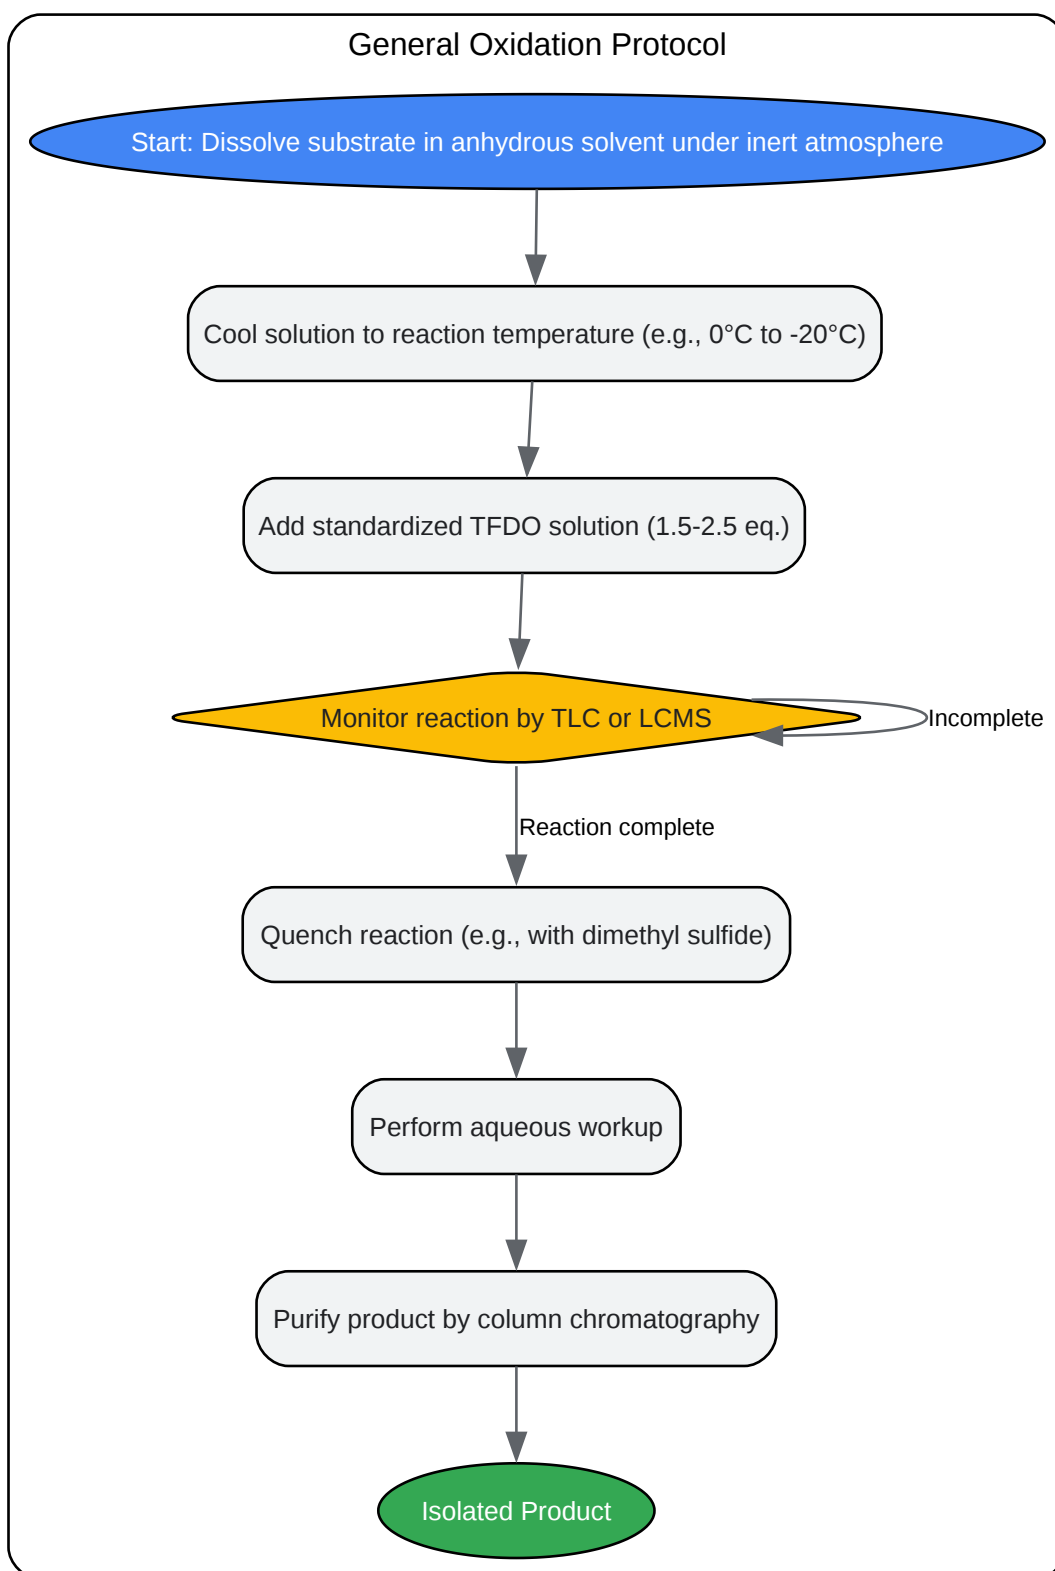 General Oxidation Protocol
Start: Dissolve substrate in anhydrous solvent under inert atmosphere
Cool solution to reaction temperature (e.g., 0°C to -20°C)
Add standardized TFDO solution (1.5-2.5 eq.)
Monitor reaction by TLC or LCMS
Incomplete
Reaction complete
Quench reaction (e.g., with dimethyl sulfide)
Perform aqueous workup
Purify product by column chromatography
Isolated Product